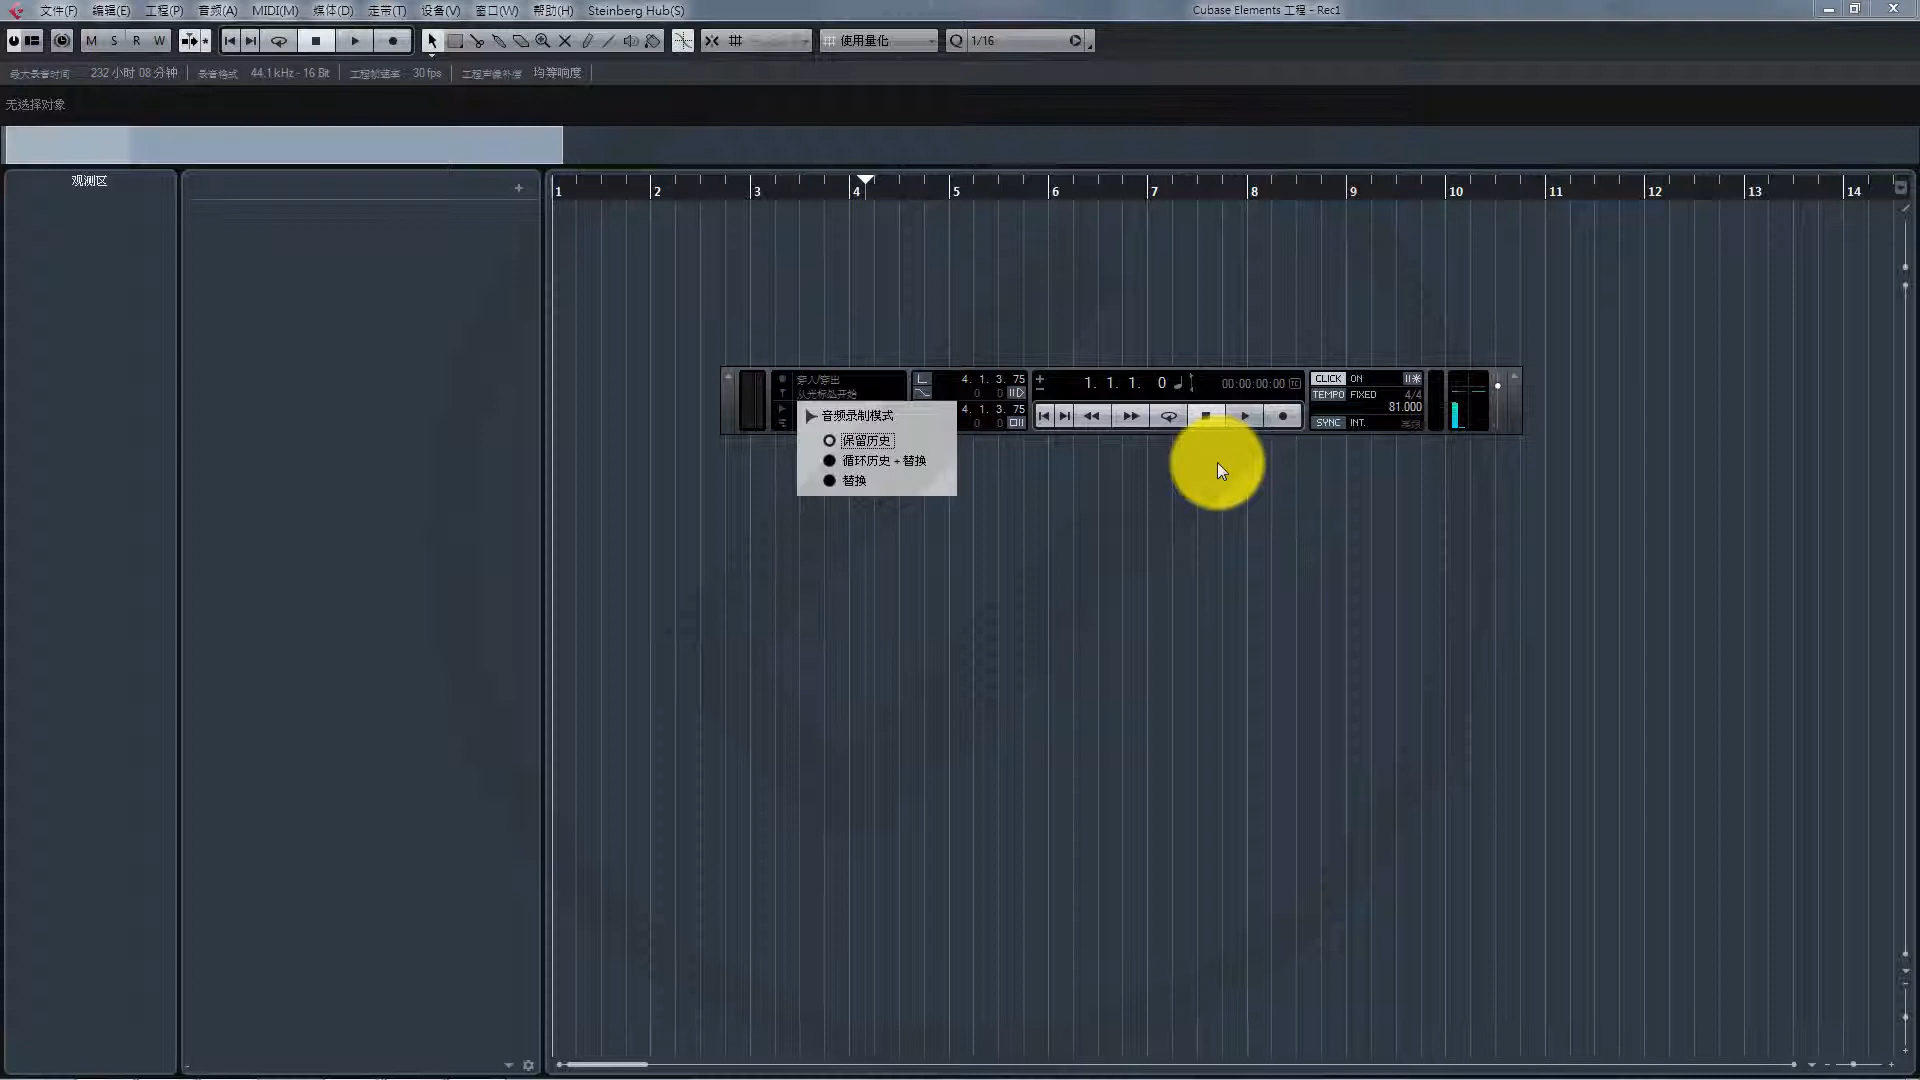 文件(F) 编辑(E) 工程(P) 音频(A) MIDI(M) 媒体(D) 走带(T) 设备(V) 窗口(W) 帮助(H) Steinberg Hub(S) Cubase Elements 工程 - Rec1
M S R W 使用量化 Q 1/16
最大录音时间 232 小时 08 分钟 录音格式 44.1 kHz - 16 Bit 工程帧速率 30 fps 工程声像补偿 均等响度
无选择对象
观测区
1 2 3 4 5 6 7 8 9 10 11 12 13 14
穿入/穿出 4. 1. 3. 75 1. 1. 1. 0 00:00:00:00 CLICK ON
从光标处开始 0 0 TEMPO FIXED 4/4
4. 1. 3. 75 81.000
0 0 SYNC INT.
音频录制模式
保留历史
循环历史 + 替换
替换